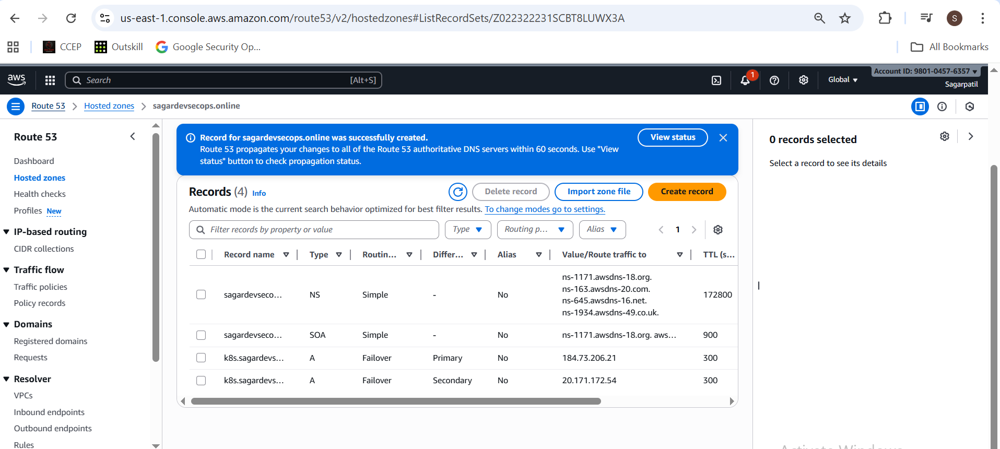 us-east-1.console.aws.amazon.com/route53/v2/hostedzones#ListRecordSets/Z022322231SCBT8LUWX3A
S
CCEP
Outskill
Google Security Op...
All Bookmarks
aws
Search
[Alt+S]
1
Global
Account ID: 9801-0457-6357
Sagarpatil
Route 53
Hosted zones
sagardevsecops.online
Route 53
Dashboard
Hosted zones
Health checks
Profiles New
IP-based routing
CIDR collections
Traffic flow
Traffic policies
Policy records
Domains
Registered domains
Requests
Resolver
VPCs
Inbound endpoints
Outbound endpoints
Rules
Record for sagardevsecops.online was successfully created.
Route 53 propagates your changes to all of the Route 53 authoritative DNS servers within 60 seconds. Use "View
status" button to check propagation status.
View status
Records (4) Info
Delete record
Import zone file
Create record
Automatic mode is the current search behavior optimized for best filter results. To change modes go to settings.
Filter records by property or value
Type
Routing p...
Alias
1
Record name Type Routin... Differ... Alias Value/Route traffic to TTL (s...
ns-1171.awsdns-18.org.
ns-163.awsdns-20.com.
sagardevseco... NS Simple - No 172800
ns-645.awsdns-16.net.
ns-1934.awsdns-49.co.uk.
sagardevseco... SOA Simple - No ns-1171.awsdns-18.org. aws... 900
k8s.sagardevs... A Failover Primary No 184.73.206.21 300
k8s.sagardevs... A Failover Secondary No 20.171.172.54 300
0 records selected
Select a record to see its details
Activate Windows